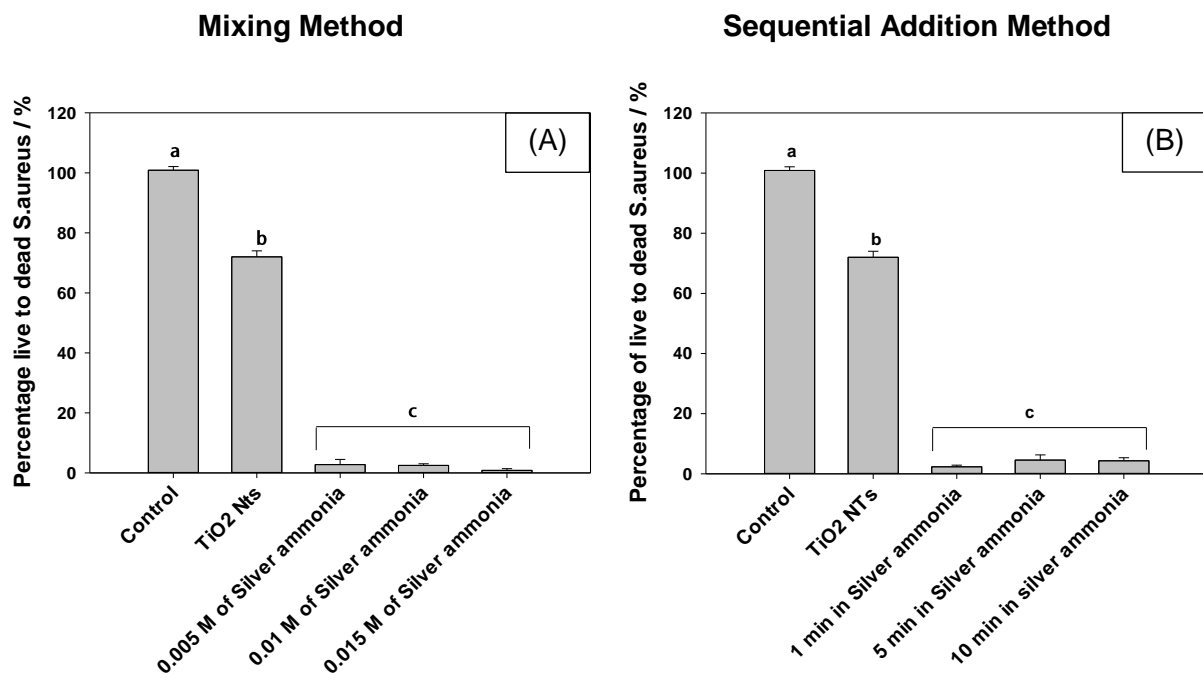 Mixing Method
Percentage live to dead S.aureus / %
120
100
80
60
40
20
0
(A)
a
b
c
Control
TiO2 Nts
0.005 M of Silver ammonia
0.01 M of Silver ammonia
0.015 M of Silver ammonia
Sequential Addition Method
Percentage of live to dead S.aureus / %
120
100
80
60
40
20
0
(B)
a
b
c
Control
TiO2 NTs
1 min in Silver ammonia
5 min in Silver ammonia
10 min in silver ammonia